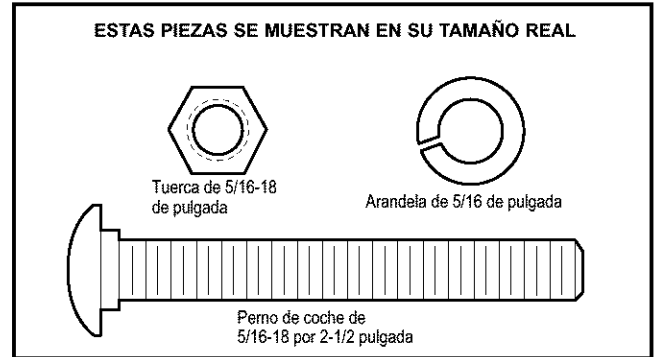 ESTAS PIEZAS SE MUESTRAN EN SU TAMAÑO REAL
Tuerca de 5/16-18
de pulgada
Arandela de 5/16 de pulgada
Perno de coche de
5/16-18 por 2-1/2 pulgada